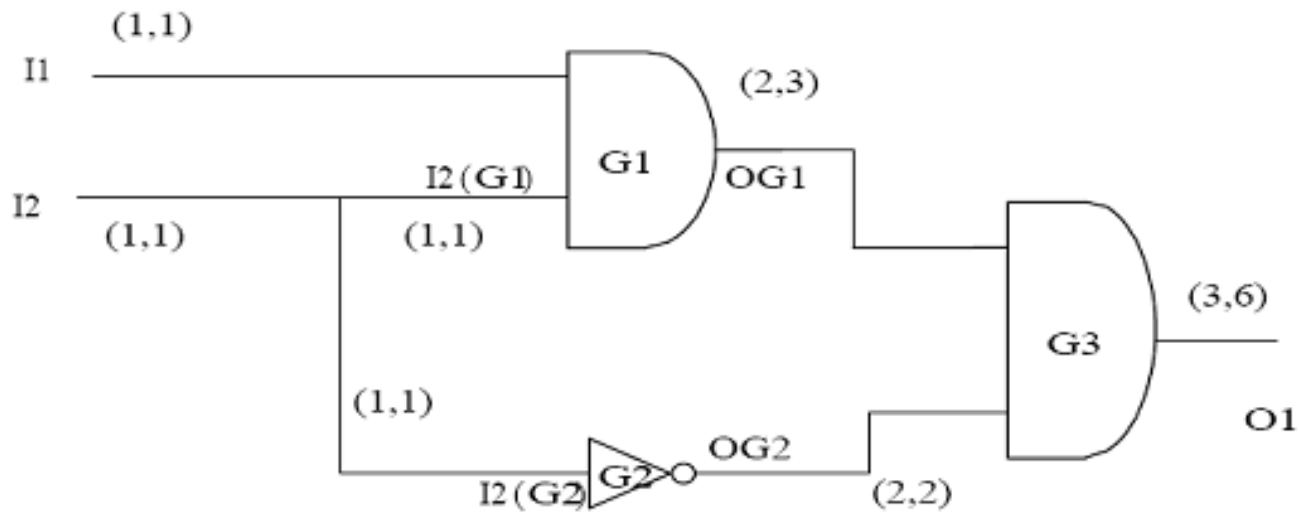 (1,1)
I1
(2,3)
G1
OG1
I2 (G1)
I2
(1,1)
(1,1)
(3,6)
G3
(1,1)
O1
OG2
G2
I2 (G2)
(2,2)